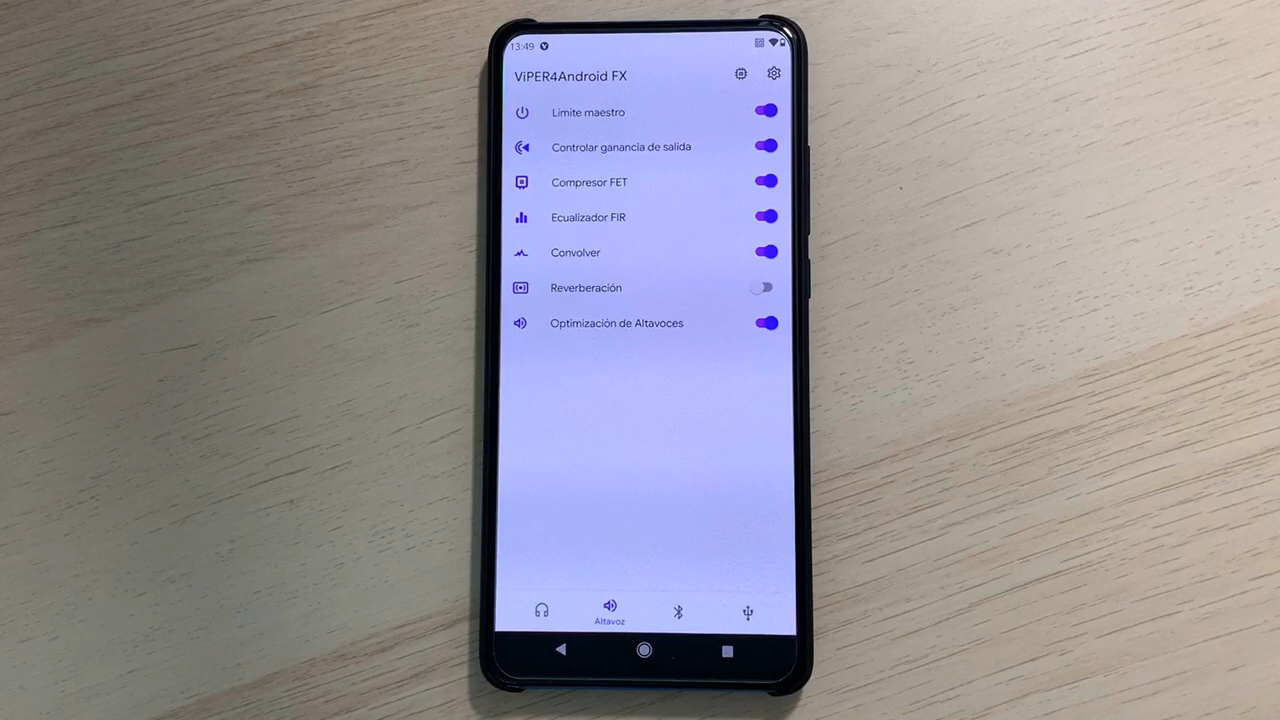 13:49
ViPER4Android FX
Límite maestro
Controlar ganancia de salida
Compresor FET
Ecualizador FIR
Convolver
Reverberación
Optimización de Altavoces
Altavoz